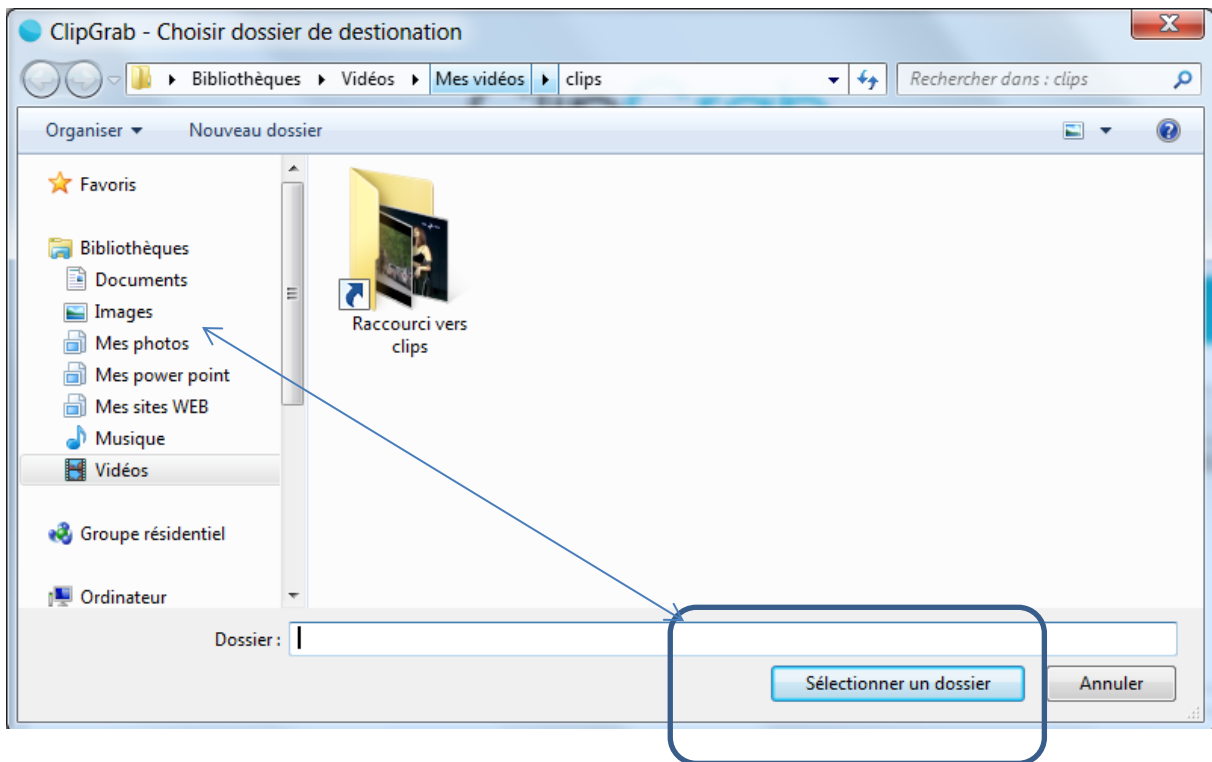 ClipGrab - Choisir dossier de destionation
Bibliothèques ▸ Vidéos ▸ Mes vidéos ▸ clips
Rechercher dans : clips
Organiser Nouveau dossier
Favoris
Bibliothèques
Documents
Images
Mes photos
Mes power point
Mes sites WEB
Musique
Vidéos
Groupe résidentiel
Ordinateur
Raccourci vers
clips
Dossier :
Sélectionner un dossier
Annuler